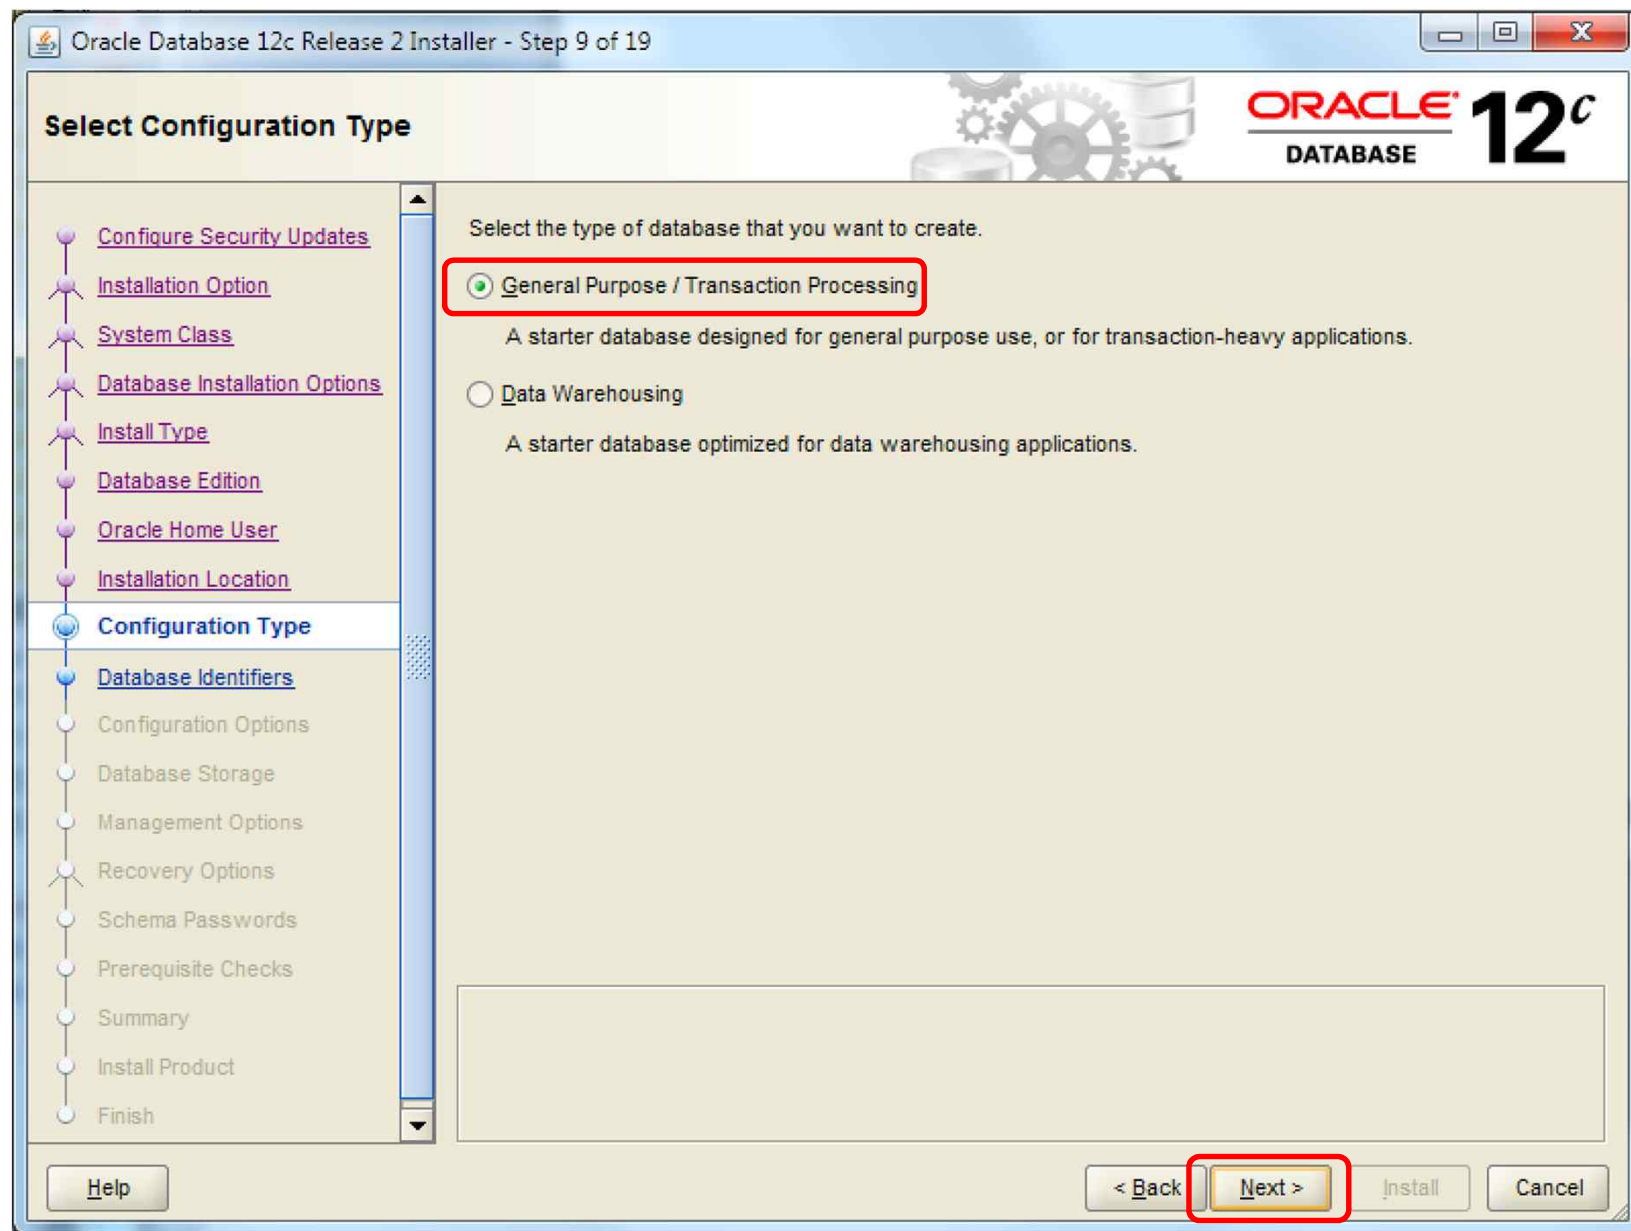 Oracle Database 12c Release 2 Installer - Step 9 of 19
Select Configuration Type
ORACLE
DATABASE
12c
Configure Security Updates
Installation Option
System Class
Database Installation Options
Install Type
Database Edition
Oracle Home User
Installation Location
Configuration Type
Database Identifiers
Configuration Options
Database Storage
Management Options
Recovery Options
Schema Passwords
Prerequisite Checks
Summary
Install Product
Finish
Select the type of database that you want to create.
General Purpose / Transaction Processing
A starter database designed for general purpose use, or for transaction-heavy applications.
Data Warehousing
A starter database optimized for data warehousing applications.
Help
< Back
Next >
Install
Cancel